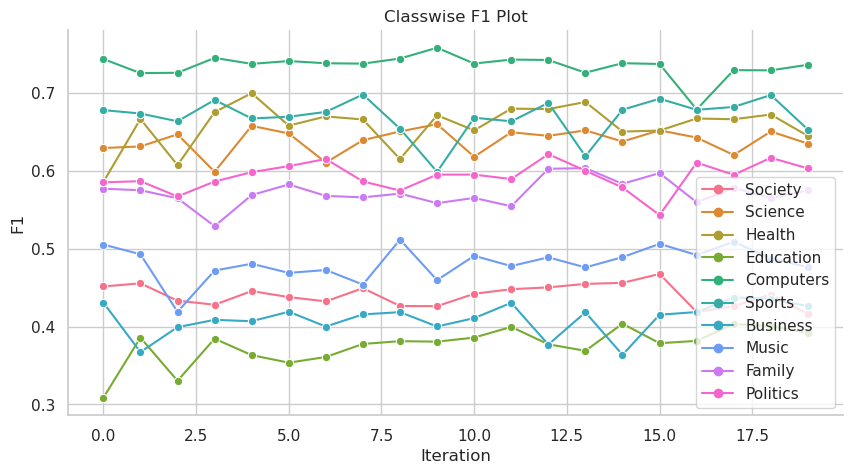 Classwise F1 Plot
F1
0.7
0.6
0.5
0.4
0.3
0.0
2.5
5.0
7.5
10.0
12.5
15.0
17.5
Iteration
Society
Science
Health
Education
Computers
Sports
Business
Music
Family
Politics